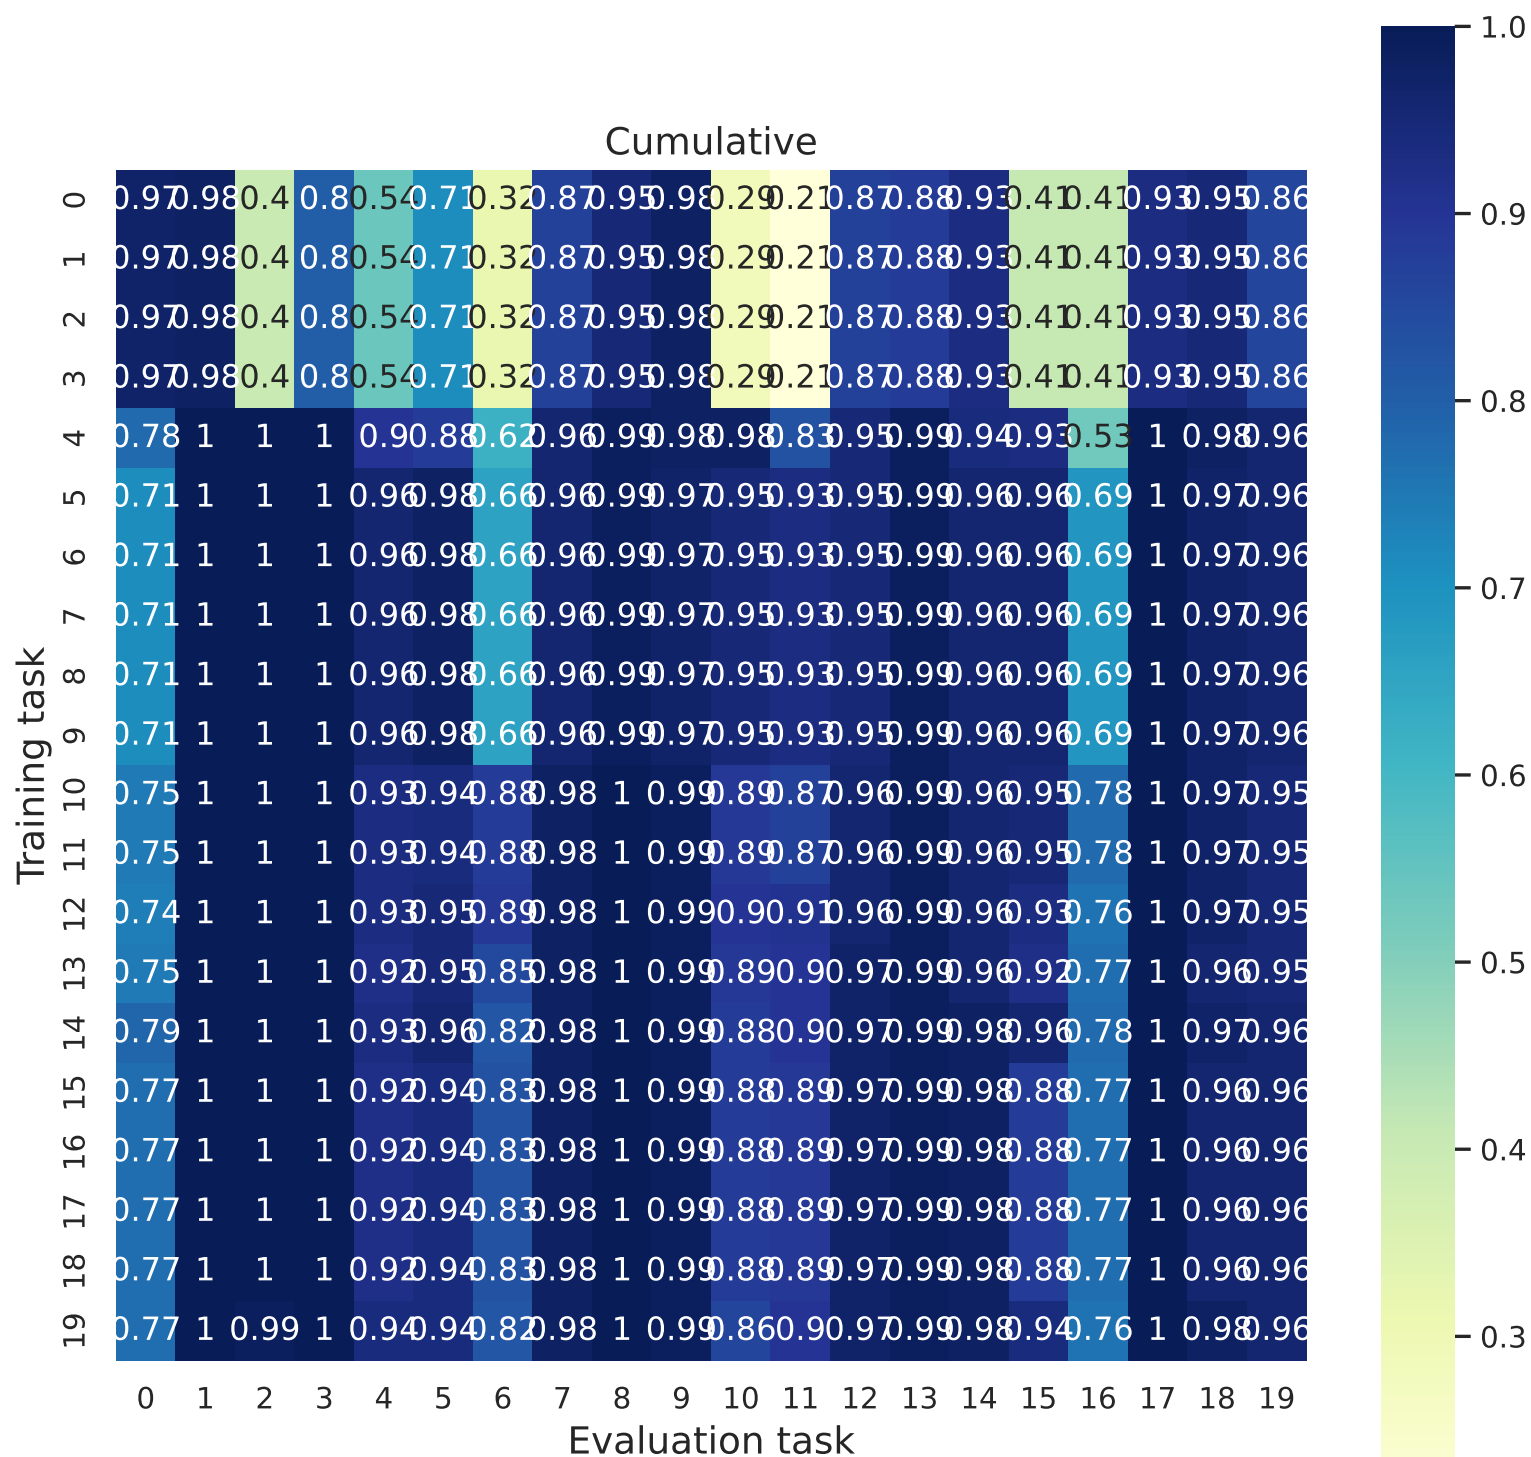 Cumulative
0 0.97 0.98 0.4 0.8 0.54 0.71 0.32 0.87 0.95 0.98 0.29 0.21 0.87 0.88 0.93 0.41 0.41 0.93 0.95 0.86
1 0.97 0.98 0.4 0.8 0.54 0.71 0.32 0.87 0.95 0.98 0.29 0.21 0.87 0.88 0.93 0.41 0.41 0.93 0.95 0.86
2 0.97 0.98 0.4 0.8 0.54 0.71 0.32 0.87 0.95 0.98 0.29 0.21 0.87 0.88 0.93 0.41 0.41 0.93 0.95 0.86
3 0.97 0.98 0.4 0.8 0.54 0.71 0.32 0.87 0.95 0.98 0.29 0.21 0.87 0.88 0.93 0.41 0.41 0.93 0.95 0.86
4 0.78 1 1 1 0.9 0.88 0.62 0.96 0.99 0.98 0.98 0.83 0.95 0.99 0.94 0.93 0.53 1 0.98 0.96
5 0.71 1 1 1 0.96 0.98 0.66 0.96 0.99 0.97 0.95 0.93 0.95 0.99 0.96 0.96 0.69 1 0.97 0.96
6 0.71 1 1 1 0.96 0.98 0.66 0.96 0.99 0.97 0.95 0.93 0.95 0.99 0.96 0.96 0.69 1 0.97 0.96
7 0.71 1 1 1 0.96 0.98 0.66 0.96 0.99 0.97 0.95 0.93 0.95 0.99 0.96 0.96 0.69 1 0.97 0.96
8 0.71 1 1 1 0.96 0.98 0.66 0.96 0.99 0.97 0.95 0.93 0.95 0.99 0.96 0.96 0.69 1 0.97 0.96
9 0.71 1 1 1 0.96 0.98 0.66 0.96 0.99 0.97 0.95 0.93 0.95 0.99 0.96 0.96 0.69 1 0.97 0.96
10 0.75 1 1 1 0.93 0.94 0.88 0.98 1 0.99 0.89 0.87 0.96 0.99 0.96 0.95 0.78 1 0.97 0.95
11 0.75 1 1 1 0.93 0.94 0.88 0.98 1 0.99 0.89 0.87 0.96 0.99 0.96 0.95 0.78 1 0.97 0.95
12 0.74 1 1 1 0.93 0.95 0.89 0.98 1 0.99 0.9 0.91 0.96 0.99 0.96 0.93 0.76 1 0.97 0.95
13 0.75 1 1 1 0.92 0.95 0.85 0.98 1 0.99 0.89 0.9 0.97 0.99 0.96 0.92 0.77 1 0.96 0.95
14 0.79 1 1 1 0.93 0.96 0.82 0.98 1 0.99 0.88 0.9 0.97 0.99 0.98 0.96 0.78 1 0.97 0.96
15 0.77 1 1 1 0.92 0.94 0.83 0.98 1 0.99 0.88 0.89 0.97 0.99 0.98 0.88 0.77 1 0.96 0.96
16 0.77 1 1 1 0.92 0.94 0.83 0.98 1 0.99 0.88 0.89 0.97 0.99 0.98 0.88 0.77 1 0.96 0.96
17 0.77 1 1 1 0.92 0.94 0.83 0.98 1 0.99 0.88 0.89 0.97 0.99 0.98 0.88 0.77 1 0.96 0.96
18 0.77 1 1 1 0.92 0.94 0.83 0.98 1 0.99 0.88 0.89 0.97 0.99 0.98 0.88 0.77 1 0.96 0.96
19 0.77 1 0.99 1 0.94 0.94 0.82 0.98 1 0.99 0.86 0.9 0.97 0.99 0.98 0.94 0.76 1 0.98 0.96
0 1 2 3 4 5 6 7 8 9 10 11 12 13 14 15 16 17 18 19
Evaluation task
Training task
1.0
0.9
0.8
0.7
0.6
0.5
0.4
0.3